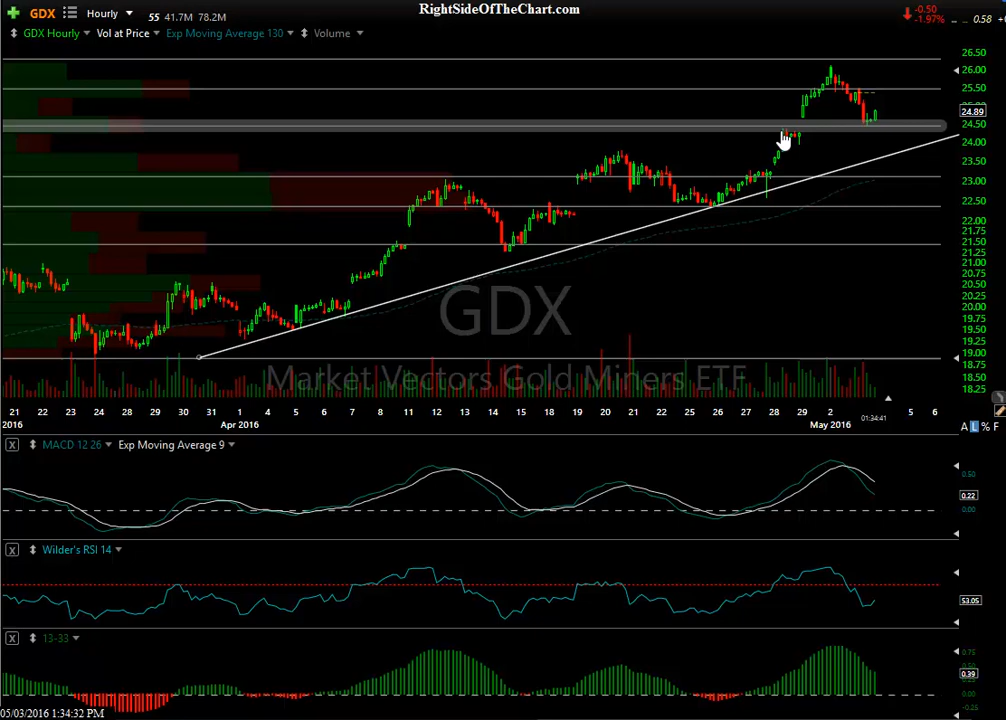 RightSideOfTheChart.com
GDX Hourly 55 41.7M 78.2M
-0.50
-1.97%
0.58
GDX Hourly Vol at Price Exp Moving Average 130 Volume
26.50
26.00
25.50
24.89
24.50
24.00
23.50
23.00
22.50
22.00
21.75
21.50
21.25
21.00
20.75
20.50
20.25
20.00
19.75
19.50
19.25
19.00
18.75
18.50
18.25
GDX
Market Vectors Gold Miners ETF
21 22 23 24 28 29 30 31 1 4 5 6 7 8 11 12 13 14 15 18 19 20 21 22 25 26 27 28 29 2 01:34:41 5 6
2016 Apr 2016 May 2016
A L % F
X MACD 12 26 Exp Moving Average 9
0.50
0.22
0.00
X Wilder's RSI 14
53.05
X 13-33
0.75
0.39
0.00
05/03/2016 1:34:32 PM